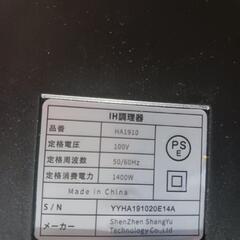 IH調理器
品番 HA1910
定格電圧 100V
定格周波数 50/60Hz
定格消費電力 1400W
Made in China
PS
E
S/N YYHA191020E14A
メーカー ShenZhen ShangYu
Technology Co.,Ltd